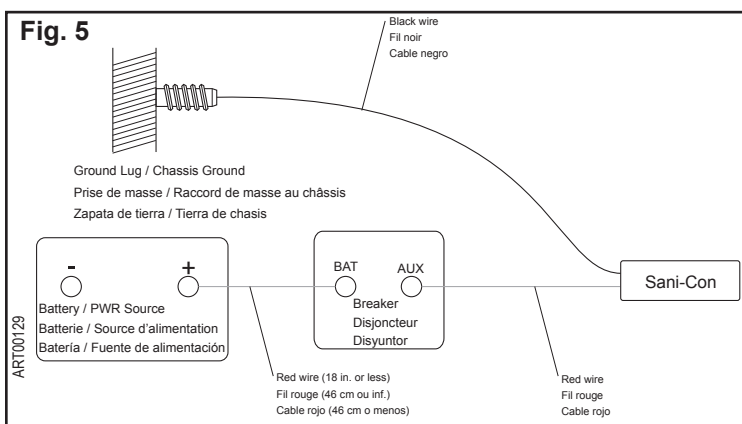 Fig. 5
Black wire
Fil noir
Cable negro
Ground Lug / Chassis Ground
Prise de masse / Raccord de masse au châssis
Zapata de tierra / Tierra de chasis
- +
Battery / PWR Source
Batterie / Source d'alimentation
Batería / Fuente de alimentación
BAT AUX
Breaker
Disjoncteur
Disyuntor
Sani-Con
Red wire (18 in. or less)
Fil rouge (46 cm ou inf.)
Cable rojo (46 cm o menos)
Red wire
Fil rouge
Cable rojo
ART00129